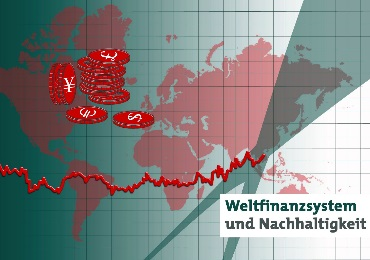 £
¥
$
Weltfinanzsystem
und Nachhaltigkeit